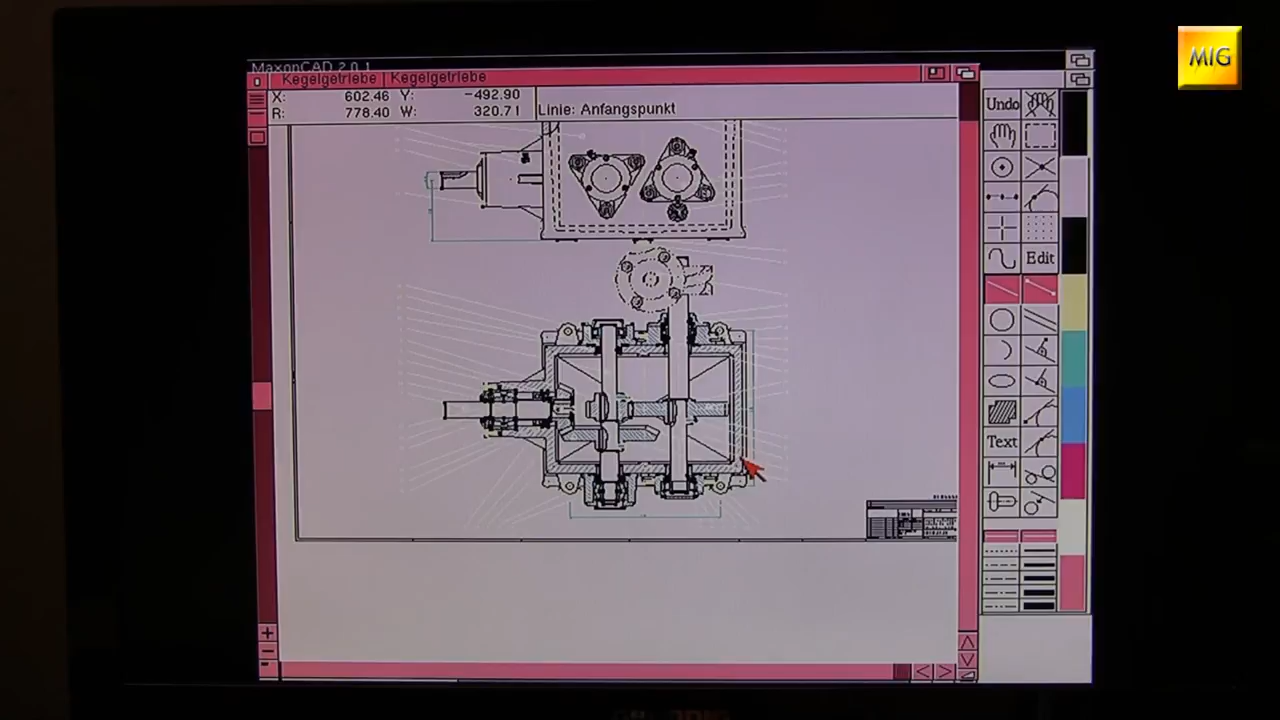 MIG
MaxonCAD 2.0.1
Kegelgetriebe | Kegelgetriebe
X: 602.46 Y: -492.90
R: 778.40 W: 320.71
Linie: Anfangspunkt
Undo
Edit
Text